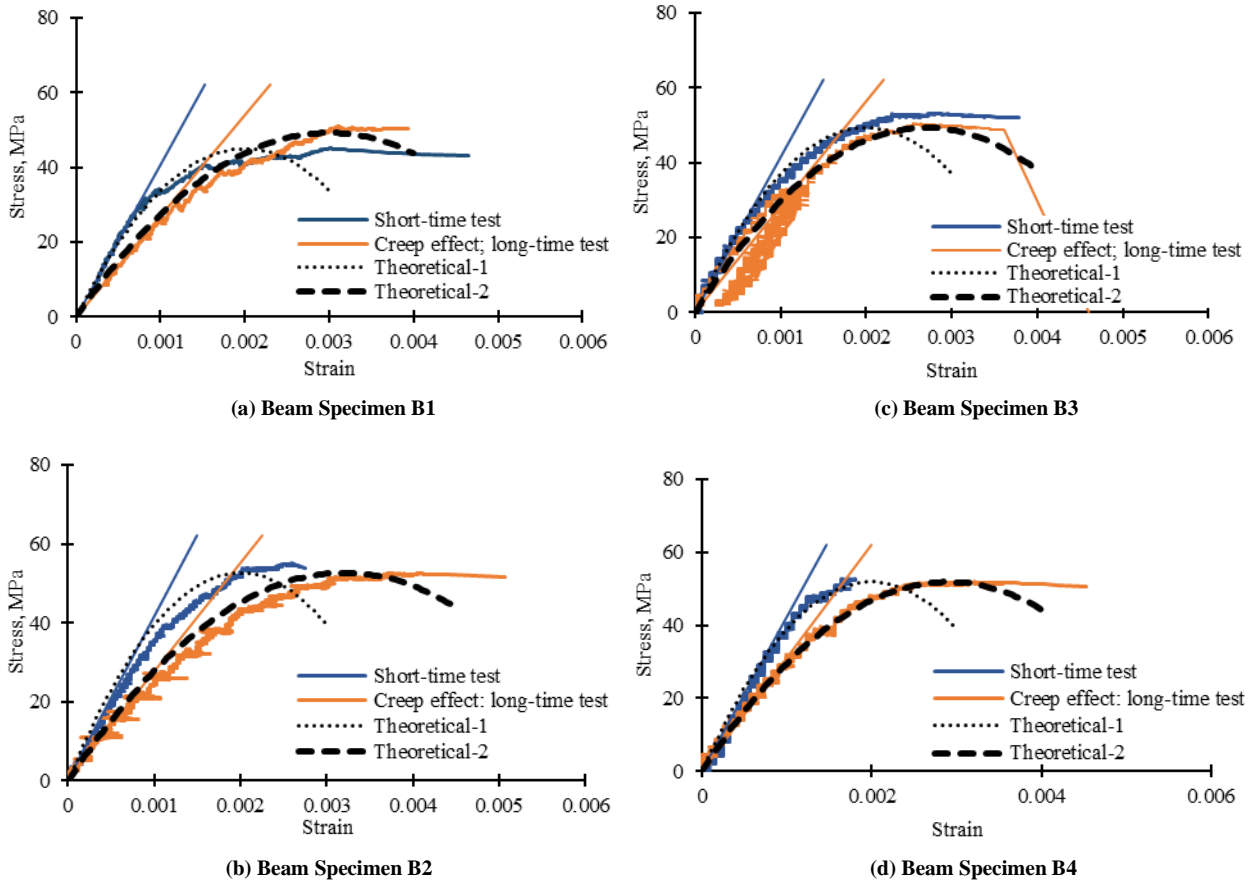 80
60
40
20
0
Stress, MPa
0 0.001 0.002 0.003 0.004 0.005 0.006
Strain
Short-time test
Creep effect; long-time test
Theoretical-1
Theoretical-2
(a) Beam Specimen B1
80
60
40
20
0
Stress, MPa
0 0.001 0.002 0.003 0.004 0.005 0.006
Strain
Short-time test
Creep effect; long-time test
Theoretical-1
Theoretical-2
(c) Beam Specimen B3
80
60
40
20
0
Stress, MPa
0 0.001 0.002 0.003 0.004 0.005 0.006
Strain
Short-time test
Creep effect: long-time test
Theoretical-1
Theoretical-2
(b) Beam Specimen B2
80
60
40
20
0
Stress, MPa
0 0.002 0.004 0.006
Strain
Short-time test
Creep effect; long-time test
Theoretical-1
Theoretical-2
(d) Beam Specimen B4